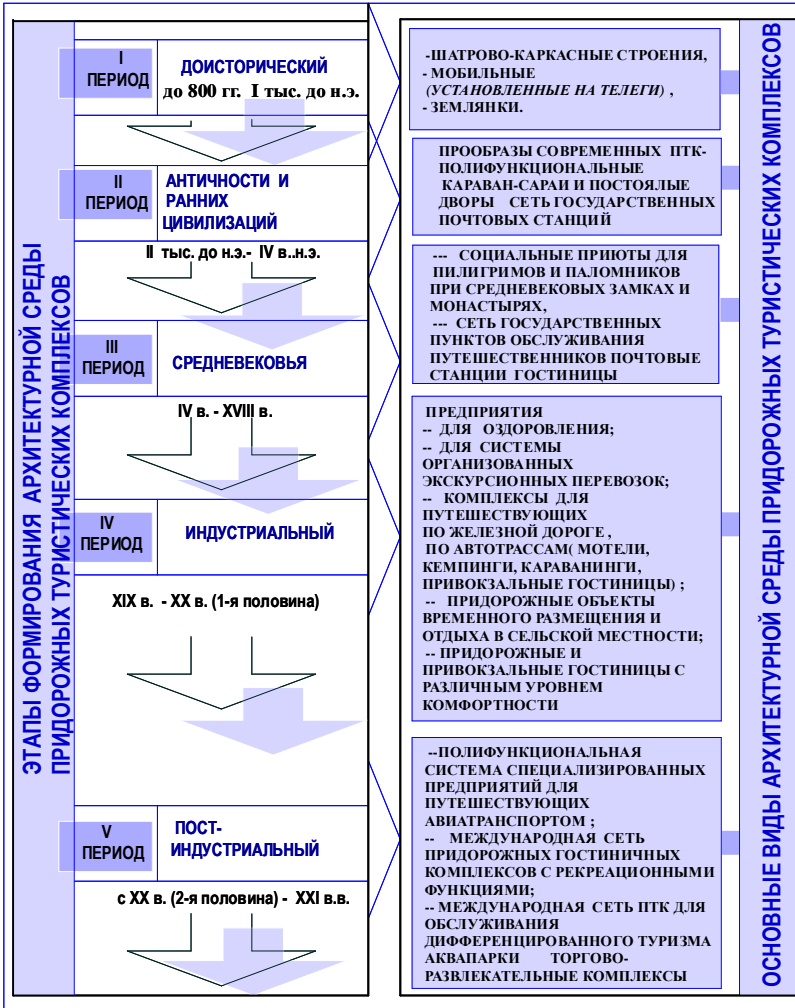 ЭТАПЫ ФОРМИРОВАНИЯ АРХИТЕКТУРНОЙ СРЕДЫ
ПРИДОРОЖНЫХ ТУРИСТИЧЕСКИХ КОМПЛЕКСОВ
I
ПЕРИОД
ДОИСТОРИЧЕСКИЙ
до 800 гг. I тыс. до н.э.
II
ПЕРИОД
АНТИЧНОСТИ И
РАННИХ
ЦИВИЛИЗАЦИЙ
II тыс. до н.э.- IV в..н.э.
III
ПЕРИОД
СРЕДНЕВЕКОВЬЯ
IV в. - XVIII в.
IV
ПЕРИОД
ИНДУСТРИАЛЬНЫЙ
XIX в. - XX в. (1-я половина)
V
ПЕРИОД
ПОСТ-
ИНДУСТРИАЛЬНЫЙ
с XX в. (2-я половина) - XXI в.в.
-ШАТРОВО-КАРКАСНЫЕ СТРОЕНИЯ,
- МОБИЛЬНЫЕ
(УСТАНОВЛЕННЫЕ НА ТЕЛЕГИ) ,
- ЗЕМЛЯНКИ.
ПРООБРАЗЫ СОВРЕМЕННЫХ ПТК-
ПОЛИФУНКЦИОНАЛЬНЫЕ
КАРАВАН-САРАИ И ПОСТОЯЛЫЕ
ДВОРЫ СЕТЬ ГОСУДАРСТВЕННЫХ
ПОЧТОВЫХ СТАНЦИЙ
--- СОЦИАЛЬНЫЕ ПРИЮТЫ ДЛЯ
ПИЛИГРИМОВ И ПАЛОМНИКОВ
ПРИ СРЕДНЕВЕКОВЫХ ЗАМКАХ И
МОНАСТЫРЯХ,
--- СЕТЬ ГОСУДАРСТВЕННЫХ
ПУНКТОВ ОБСЛУЖИВАНИЯ
ПУТЕШЕСТВЕННИКОВ ПОЧТОВЫЕ
СТАНЦИИ ГОСТИНИЦЫ
ПРЕДПРИЯТИЯ
-- ДЛЯ ОЗДОРОВЛЕНИЯ;
-- ДЛЯ СИСТЕМЫ
ОРГАНИЗОВАННЫХ
ЭКСКУРСИОННЫХ ПЕРЕВОЗОК;
-- КОМПЛЕКСЫ ДЛЯ
ПУТЕШЕСТВУЮЩИХ
ПО ЖЕЛЕЗНОЙ ДОРОГЕ ,
ПО АВТОТРАССАМ( МОТЕЛИ,
КЕМПИНГИ, КАРАВАНИНГИ,
ПРИВОКЗАЛЬНЫЕ ГОСТИНИЦЫ) ;
-- ПРИДОРОЖНЫЕ ОБЪЕКТЫ
ВРЕМЕННОГО РАЗМЕЩЕНИЯ И
ОТДЫХА В СЕЛЬСКОЙ МЕСТНОСТИ;
-- ПРИДОРОЖНЫЕ И
ПРИВОКЗАЛЬНЫЕ ГОСТИНИЦЫ С
РАЗЛИЧНЫМ УРОВНЕМ
КОМФОРТНОСТИ
--ПОЛИФУНКЦИОНАЛЬНАЯ
СИСТЕМА СПЕЦИАЛИЗИРОВАННЫХ
ПРЕДПРИЯТИЙ ДЛЯ
ПУТЕШЕСТВУЮЩИХ
АВИАТРАНСПОРТОМ ;
-- МЕЖДУНАРОДНАЯ СЕТЬ
ПРИДОРОЖНЫХ ГОСТИНИЧНЫХ
КОМПЛЕКСОВ С РЕКРЕАЦИОННЫМИ
ФУНКЦИЯМИ;
-- МЕЖДУНАРОДНАЯ СЕТЬ ПТК ДЛЯ
ОБСЛУЖИВАНИЯ
ДИФФЕРЕНЦИРОВАННОГО ТУРИЗМА
АКВАПАРКИ ТОРГОВО-
РАЗВЛЕКАТЕЛЬНЫЕ КОМПЛЕКСЫ
ОСНОВНЫЕ ВИДЫ АРХИТЕКТУРНОЙ СРЕДЫ ПРИДОРОЖНЫХ ТУРИСТИЧЕСКИХ КОМПЛЕКСОВ